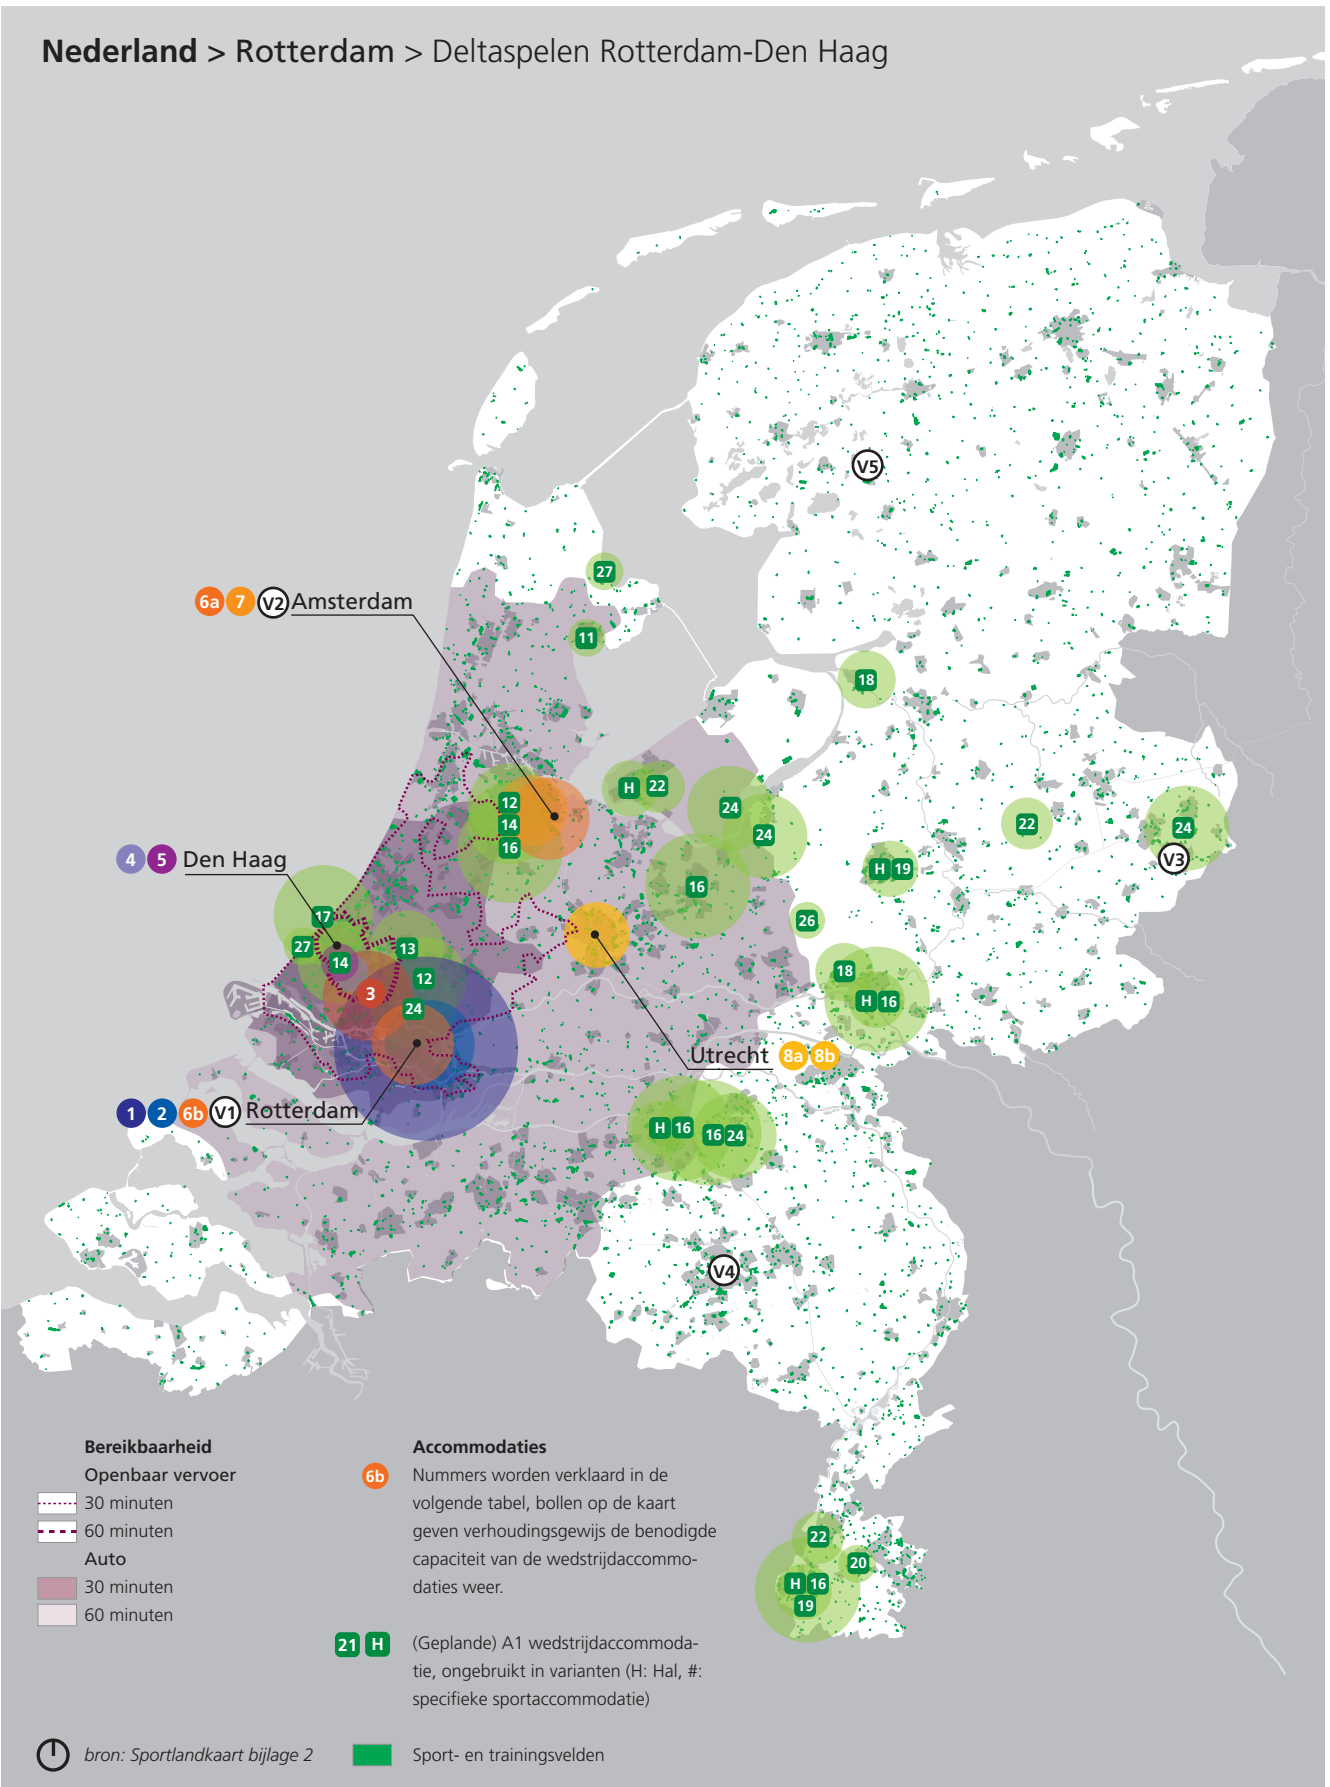 Nederland > Rotterdam > Deltaspelen Rotterdam-Den Haag
V5
27
6a 7 V2 Amsterdam
11
18
H 22
12
24
14
22
24
24
16
4 5 Den Haag
V3
H 19
16
17
26
27
13
14
12
18
3
H 16
24
Utrecht 8a 8b
1 2 6b V1 Rotterdam
H 16
16 24
V4
22
20
H 16
19
Bereikbaarheid
Openbaar vervoer
30 minuten
60 minuten
Auto
30 minuten
60 minuten
Accommodaties
6b Nummers worden verklaard in de
volgende tabel, bollen op de kaart
geven verhoudingsgewijs de benodigde
capaciteit van de wedstrijdaccommo-
daties weer.
21 H (Geplande) A1 wedstrijdaccommoda-
tie, ongebruikt in varianten (H: Hal, #:
specifieke sportaccommodatie)
bron: Sportlandkaart bijlage 2
Sport- en trainingsvelden